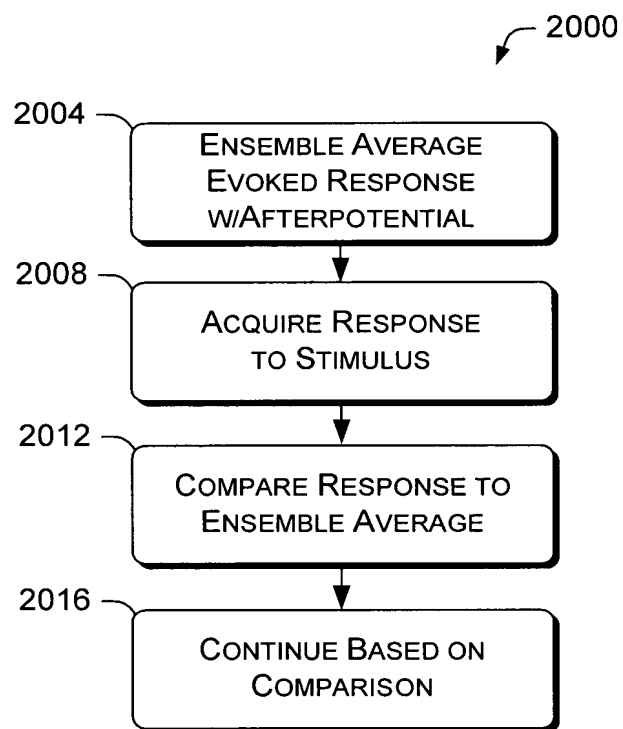 2000
2004
ENSEMBLE AVERAGE
EVOKED RESPONSE
W/AFTERPOTENTIAL
2008
ACQUIRE RESPONSE
TO STIMULUS
2012
COMPARE RESPONSE TO
ENSEMBLE AVERAGE
2016
CONTINUE BASED ON
COMPARISON